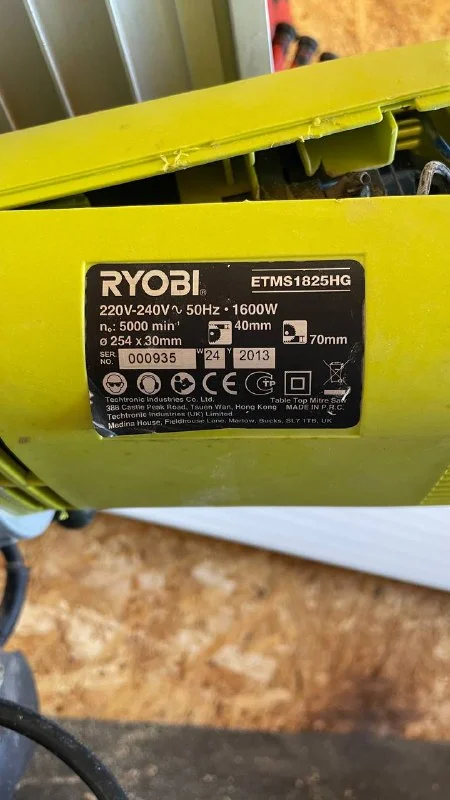 RYOBI® ETMS1825HG
220V-240V ~ 50Hz • 1600W
n₀: 5000 min⁻¹ 40mm
ø 254 x 30mm 70mm
SER. NO. 000935 W 24 Y 2013
CE CTP
Techtronic Industries Co. Ltd. Table Top Mitre Saw
388 Castle Peak Road, Tsuen Wan, Hong Kong MADE IN P.R.C.
Techtronic Industries (UK) Limited
Medina House, Fieldhouse Lane, Marlow, Bucks, SL7 1TB, UK